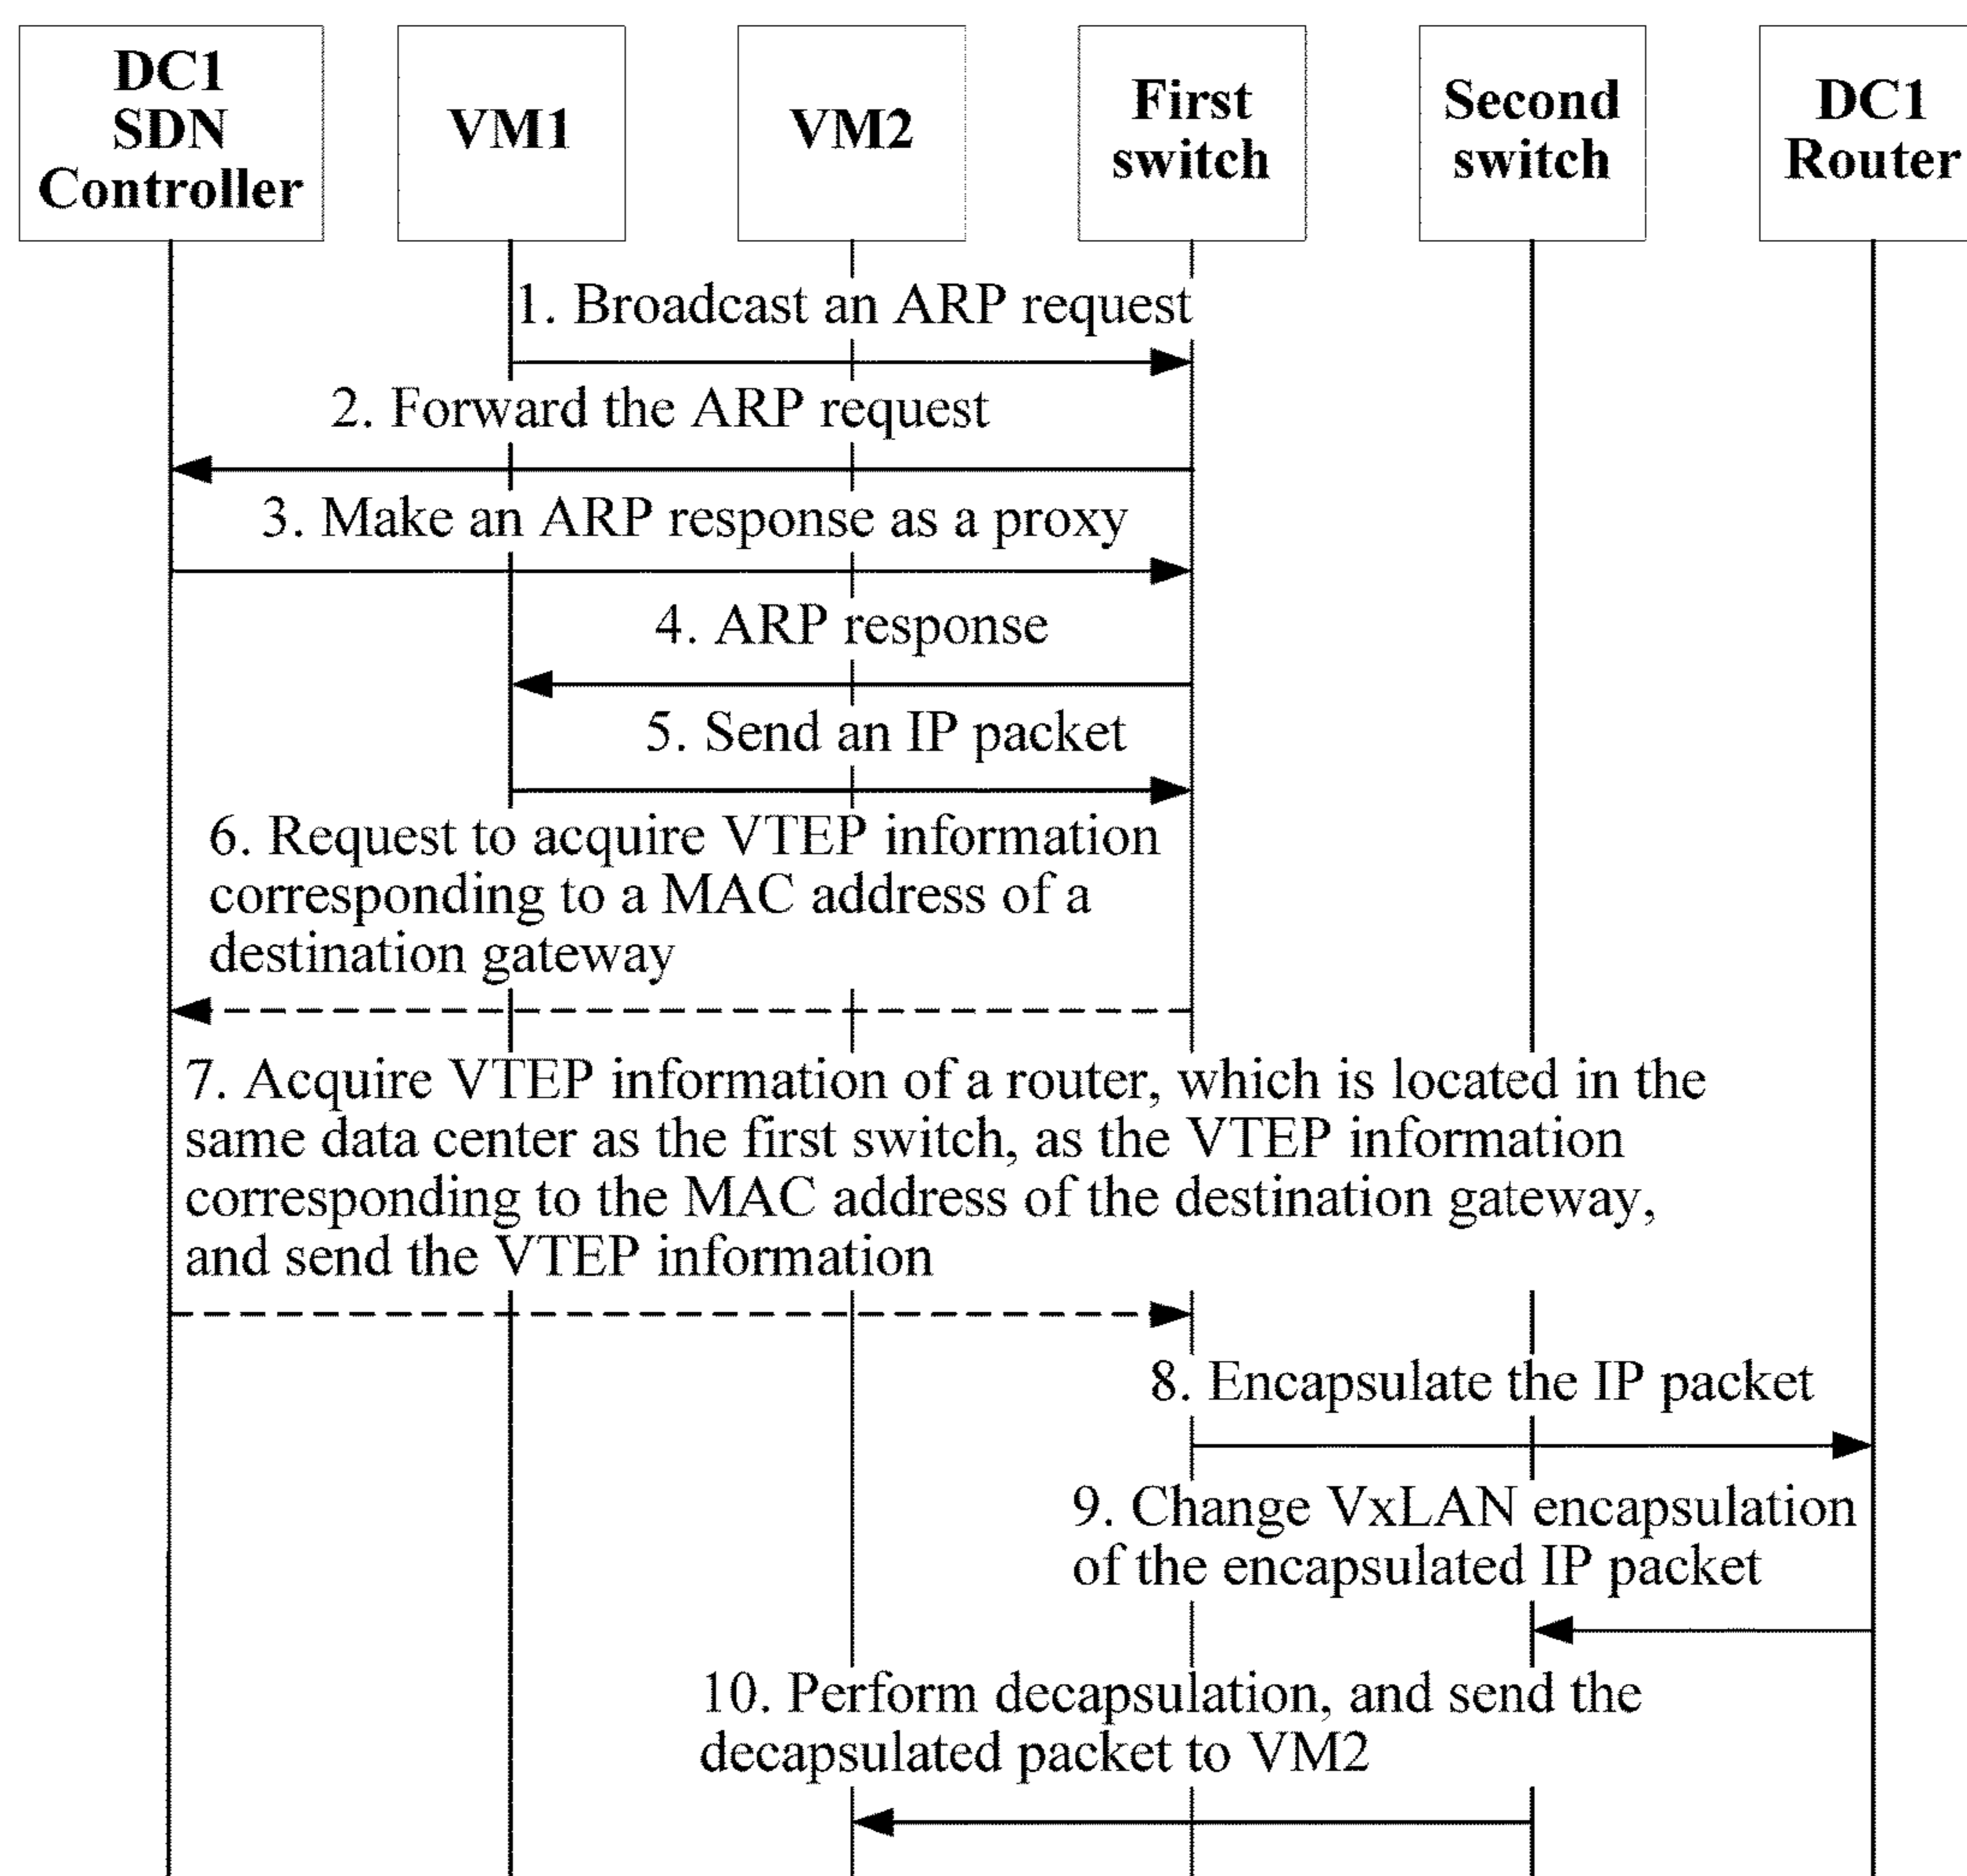 DC1
SDN
Controller
VM1
VM2
First
switch
Second
switch
DC1
Router
1. Broadcast an ARP request
2. Forward the ARP request
3. Make an ARP response as a proxy
4. ARP response
5. Send an IP packet
6. Request to acquire VTEP information
corresponding to a MAC address of a
destination gateway
7. Acquire VTEP information of a router, which is located in the
same data center as the first switch, as the VTEP information
corresponding to the MAC address of the destination gateway,
and send the VTEP information
8. Encapsulate the IP packet
9. Change VxLAN encapsulation
of the encapsulated IP packet
10. Perform decapsulation, and send the
decapsulated packet to VM2